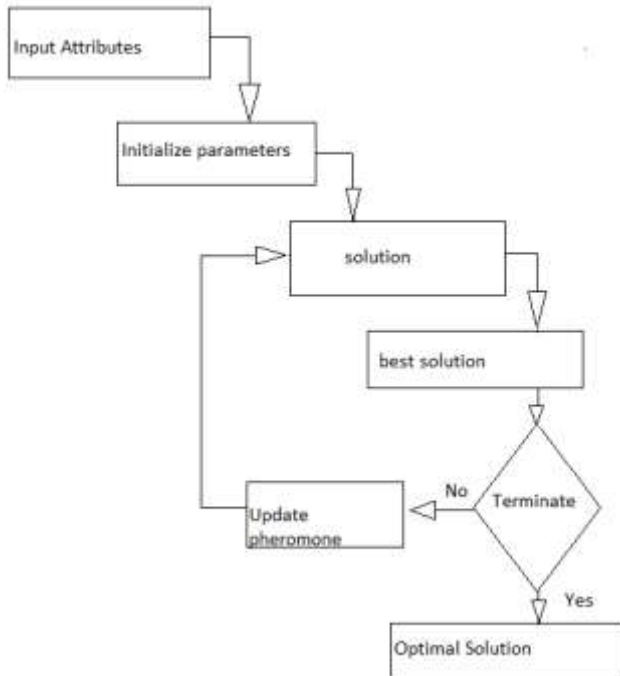 Input Attributes
Initialize parameters
solution
best solution
No
Terminate
Update
pheromone
Yes
Optimal Solution